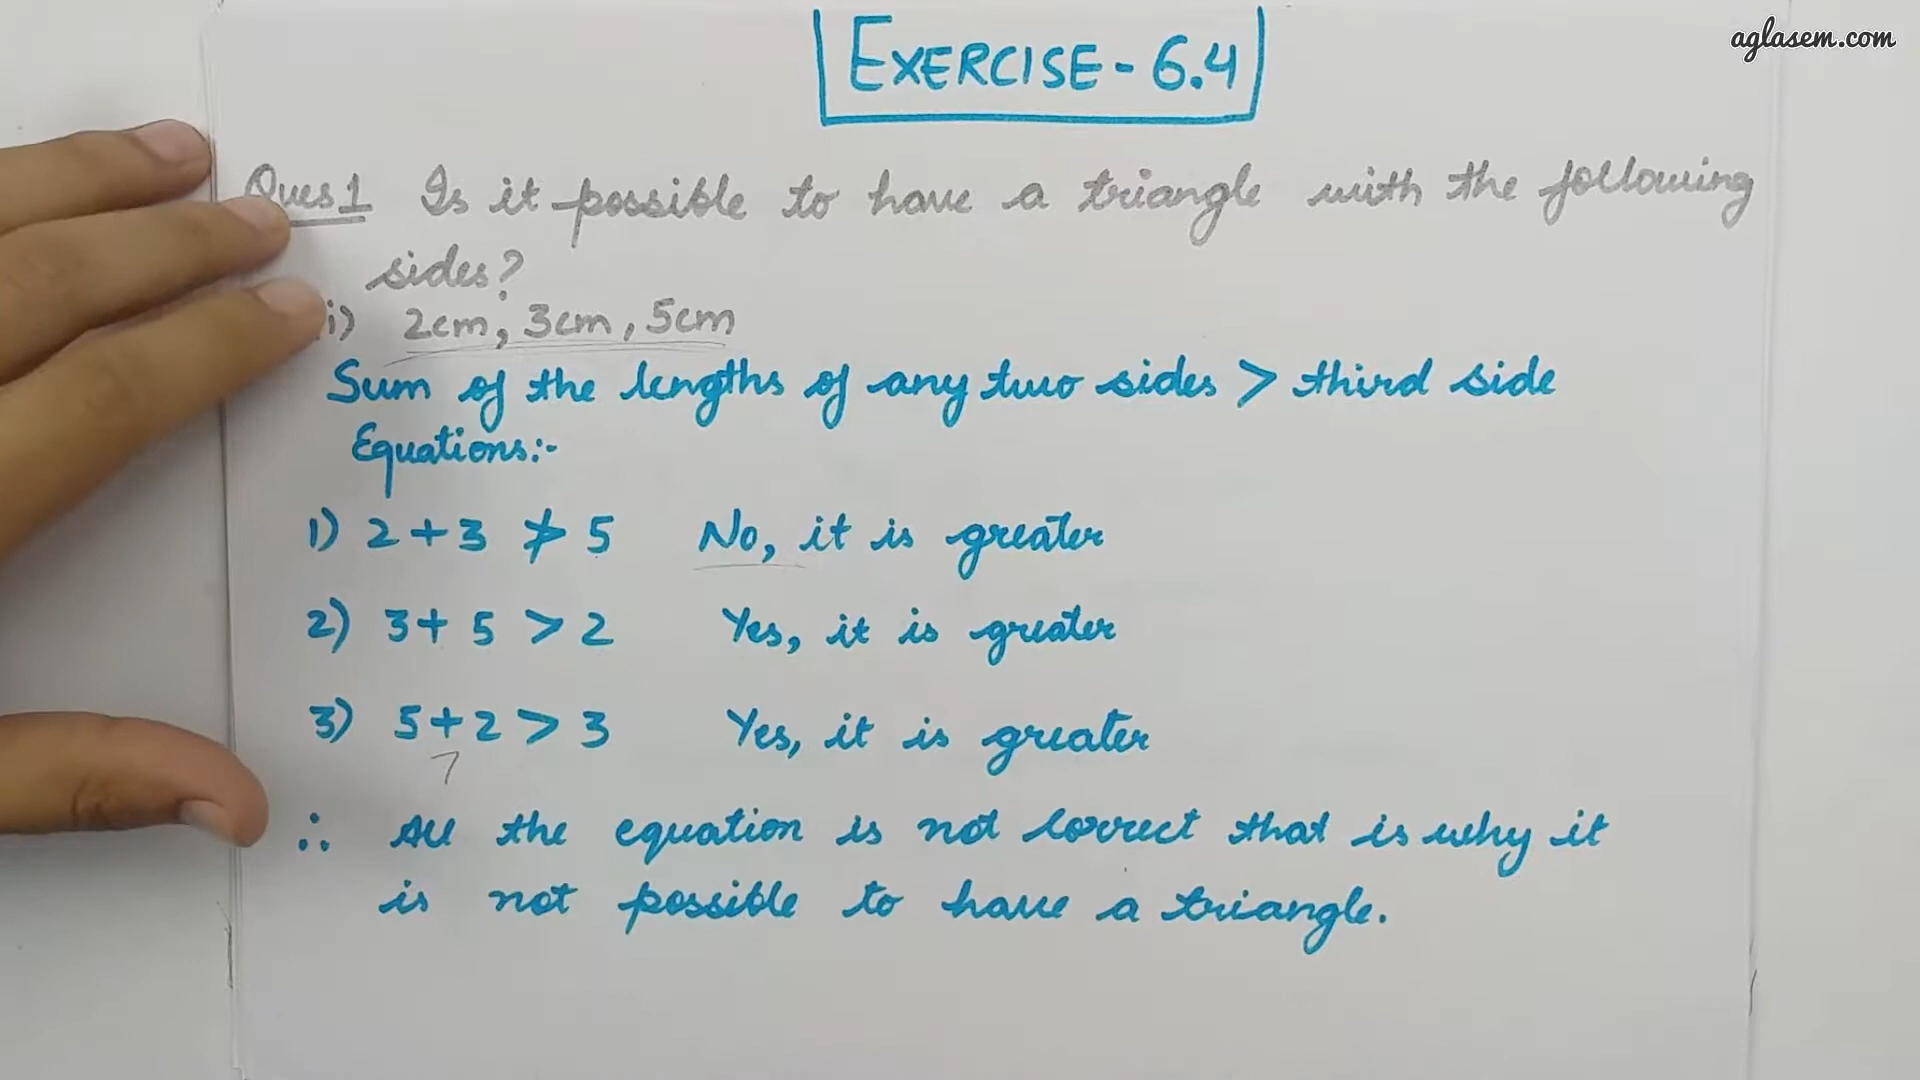 aglasem.com
EXERCISE - 6.4
Ques 1 Is it possible to have a triangle with the following
sides?
i) 2cm, 3cm, 5cm
Sum of the lengths of any two sides > third side
Equations:-
1) 2 + 3 ≯ 5 No, it is greater
2) 3 + 5 > 2 Yes, it is greater
3) 5 + 2 > 3 Yes, it is greater
7
∴ All the equation is not correct that is why it
is not possible to have a triangle.